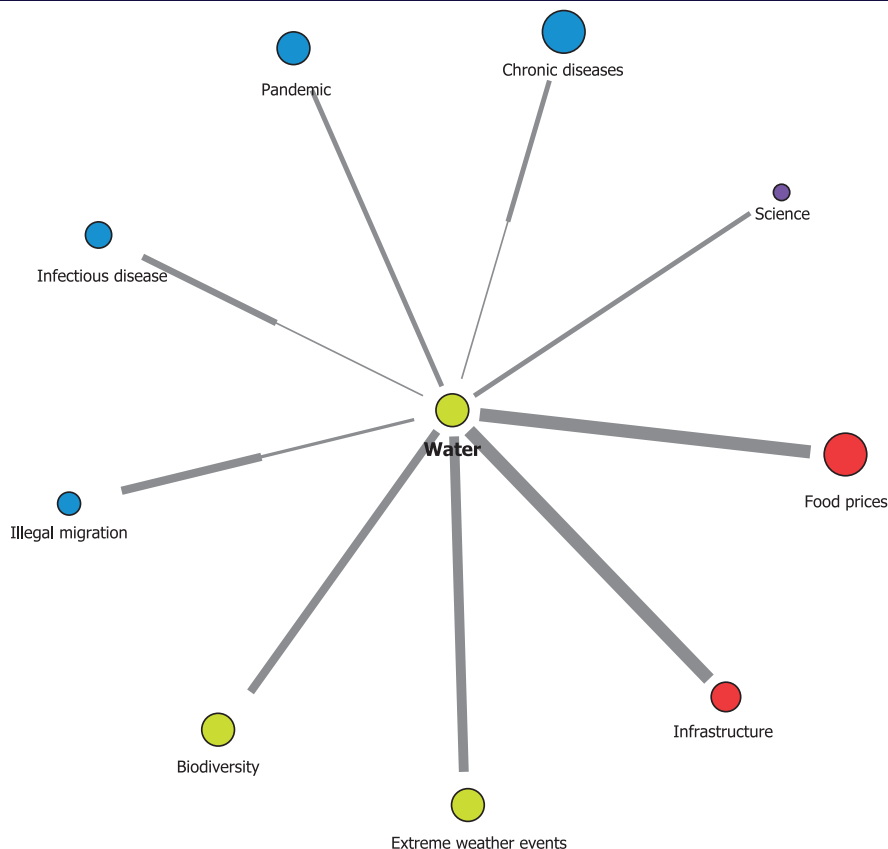 Pandemic
Chronic diseases
Science
Infectious disease
Water
Food prices
Illegal migration
Infrastructure
Biodiversity
Extreme weather events